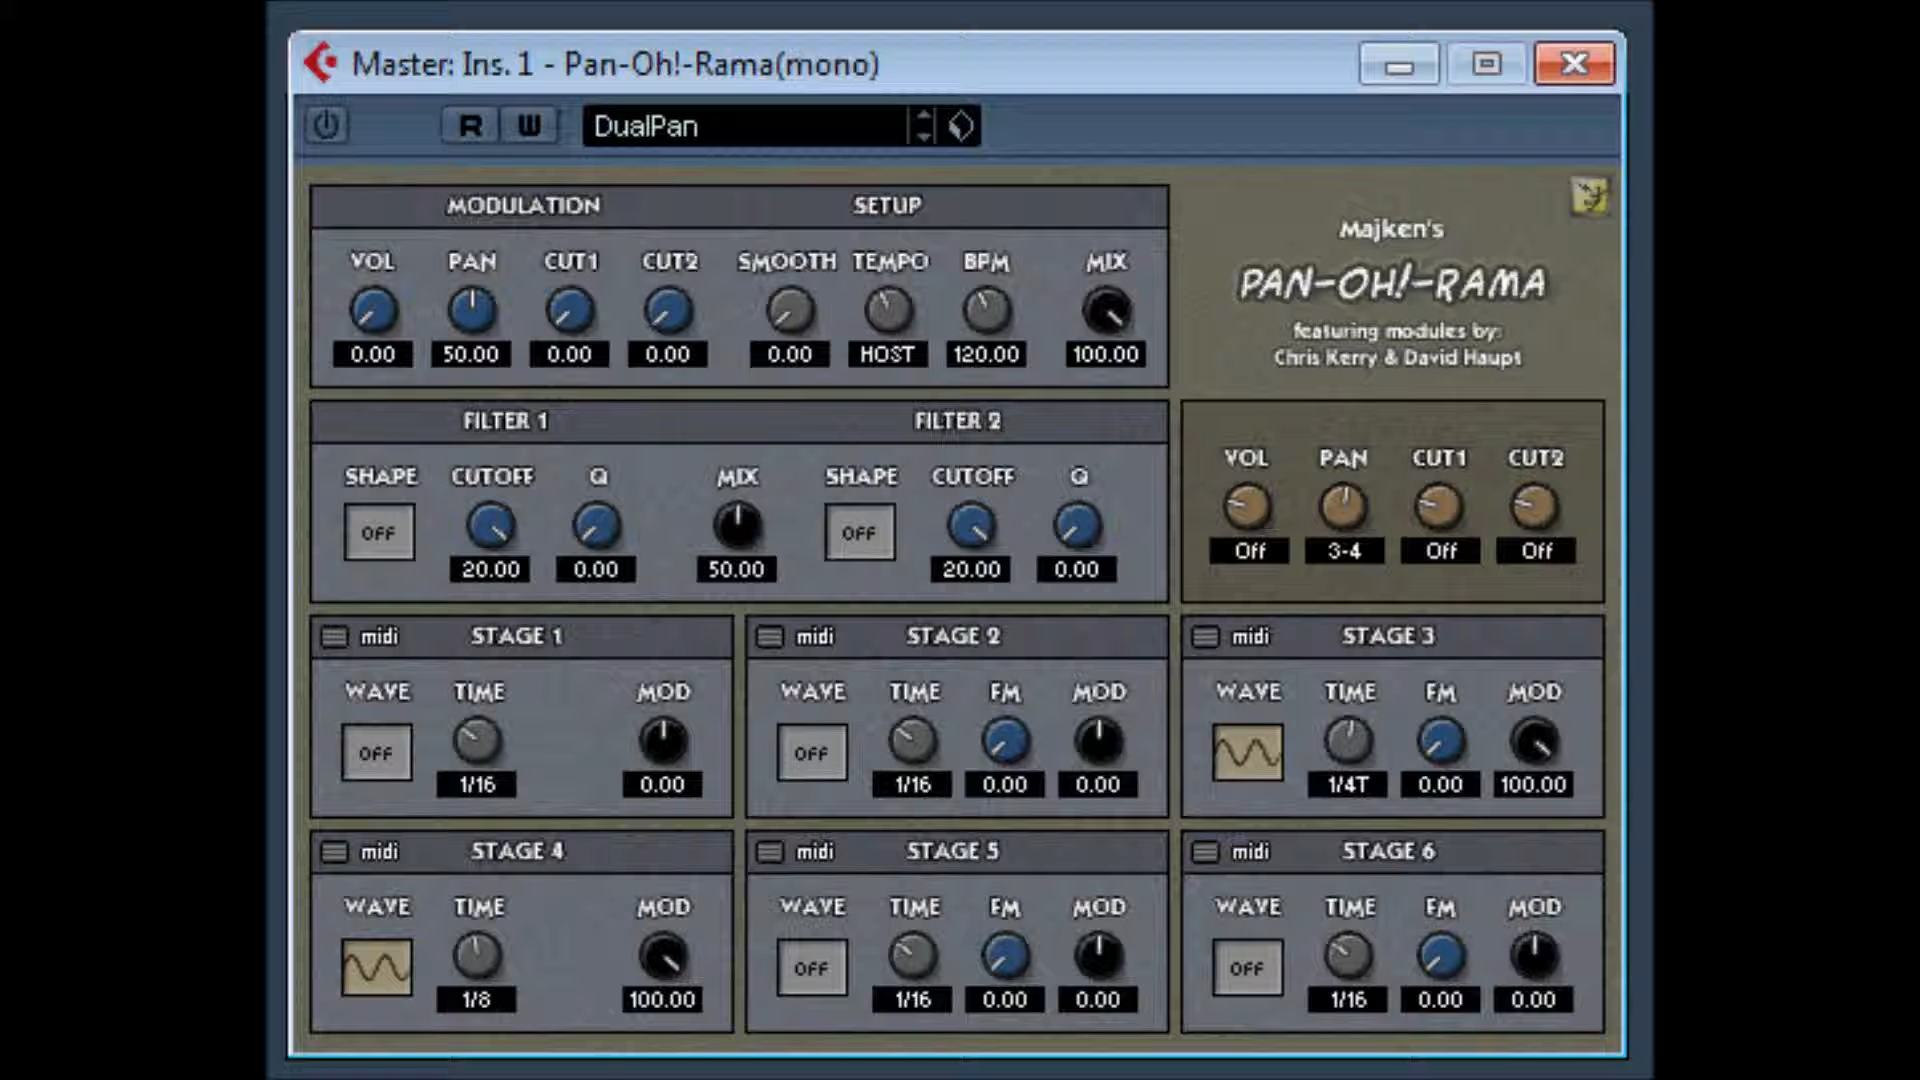 Master: Ins. 1 - Pan-Oh!-Rama(mono)
R W DualPan
MODULATION SETUP
VOL PAN CUT1 CUT2 SMOOTH TEMPO BPM MIX
0.00 50.00 0.00 0.00 0.00 HOST 120.00 100.00
Majken's
PAN-OH!-RAMA
featuring modules by:
Chris Kerry & David Haupt
FILTER 1 FILTER 2
SHAPE CUTOFF Q MIX SHAPE CUTOFF Q
OFF OFF
20.00 0.00 50.00 20.00 0.00
VOL PAN CUT1 CUT2
Off 3-4 Off Off
midi STAGE 1
WAVE TIME MOD
OFF
1/16 0.00
midi STAGE 2
WAVE TIME FM MOD
OFF
1/16 0.00 0.00
midi STAGE 3
WAVE TIME FM MOD
1/4T 0.00 100.00
midi STAGE 4
WAVE TIME MOD
1/8 100.00
midi STAGE 5
WAVE TIME FM MOD
OFF
1/16 0.00 0.00
midi STAGE 6
WAVE TIME FM MOD
OFF
1/16 0.00 0.00